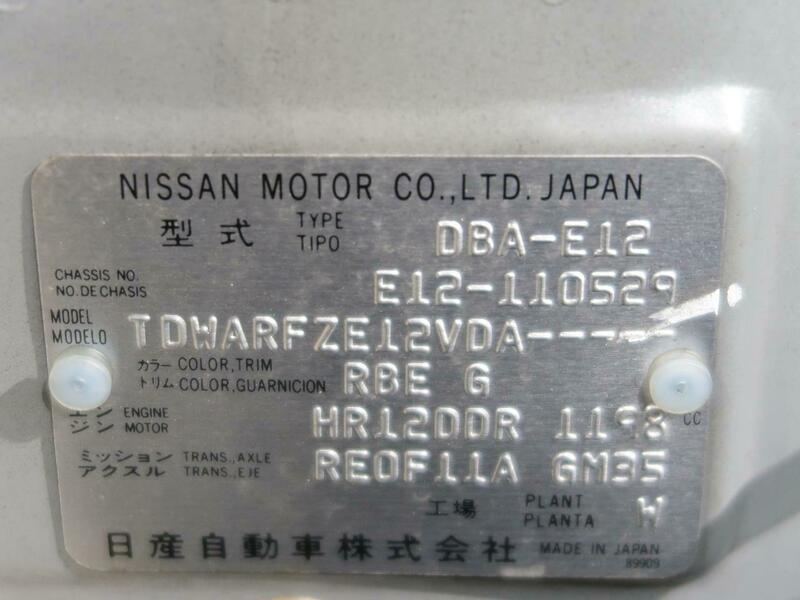 NISSAN MOTOR CO.,LTD. JAPAN
型式 TYPE TIPO DBA-E12
CHASSIS NO. NO.DE CHASIS E12-110529
MODEL MODELO TDWARFZE12VDA-----
カラー COLOR,TRIM
トリム COLOR,GUARNICION RBE G
エンジン ENGINE MOTOR HR12DDR 1198 CC
ミッション TRANS.,AXLE
アクスル TRANS.,EJE RE0F11A GM35
工場 PLANT PLANTA W
日産自動車株式会社 MADE IN JAPAN
89909